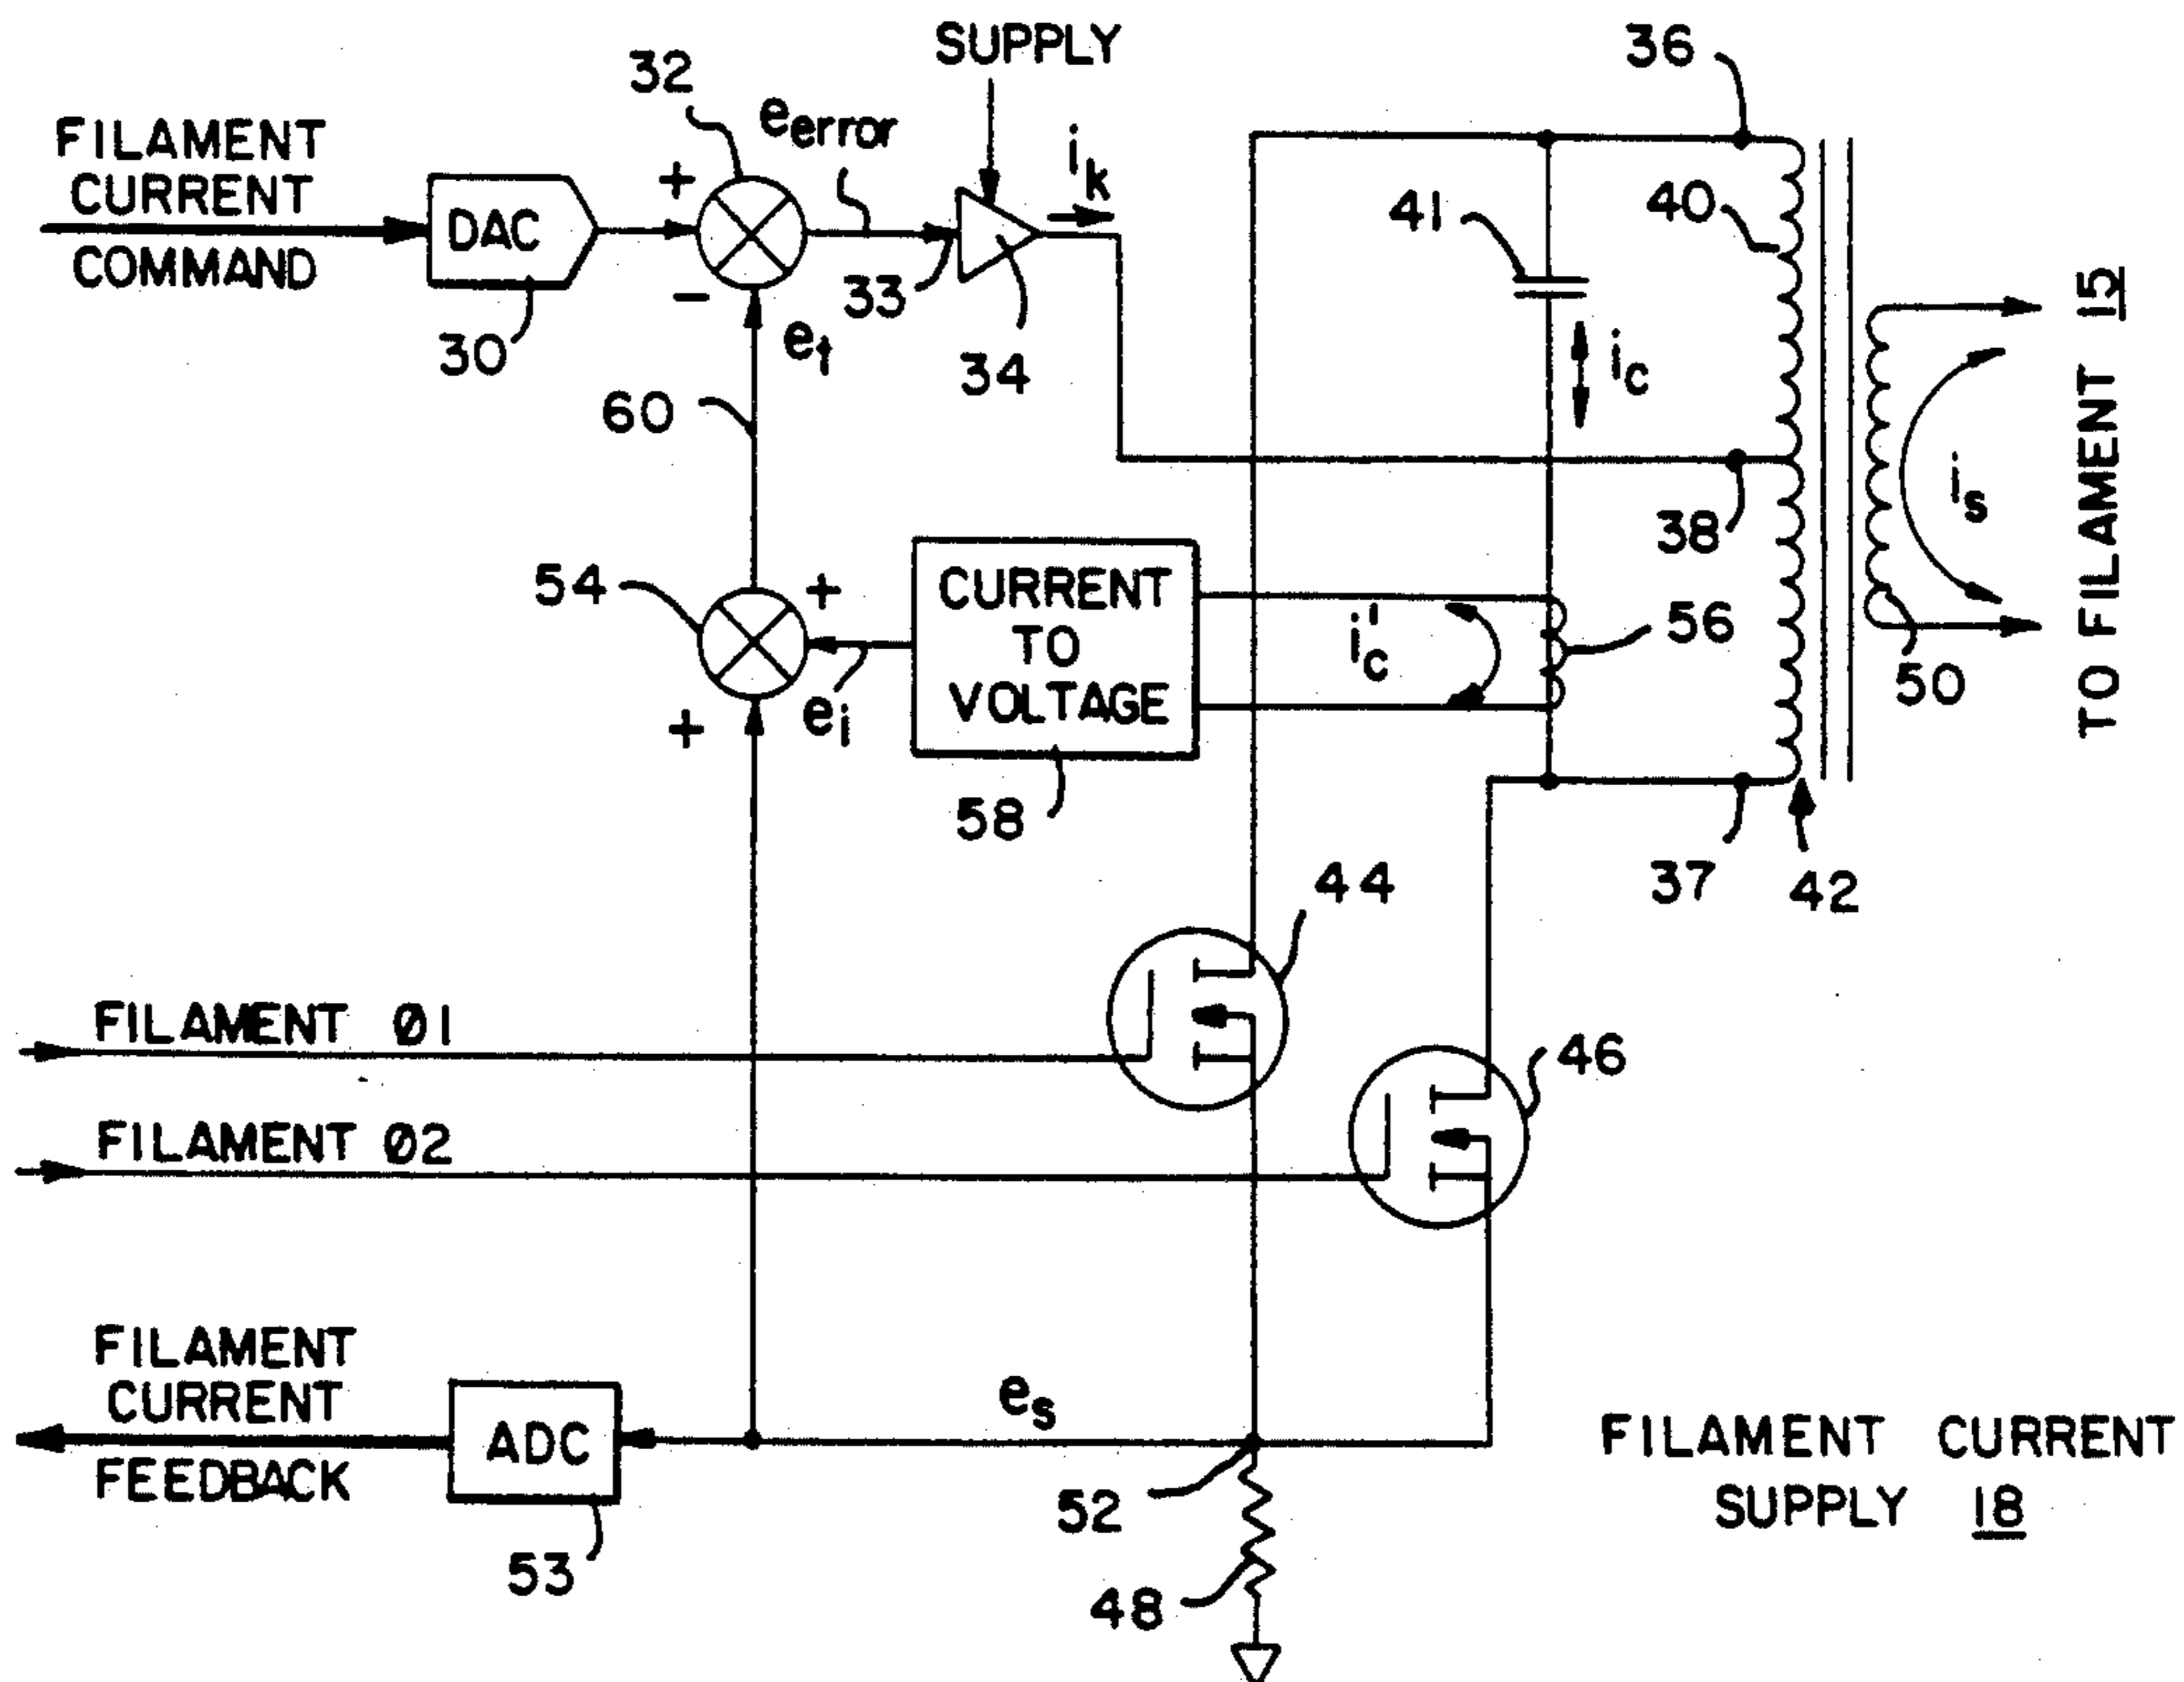 SUPPLY
36
32
e_error
FILAMENT
CURRENT
COMMAND
+
i_k
40
41
DAC
33
−
e_f
30
34
60
i_c
TO FILAMENT 15
i_s
38
54
+
CURRENT
TO
VOLTAGE
i'_c
56
50
e_i
+
58
37
42
44
FILAMENT Ø1
46
FILAMENT Ø2
FILAMENT
CURRENT
FEEDBACK
e_s
ADC
52
53
48
FILAMENT CURRENT
SUPPLY 18